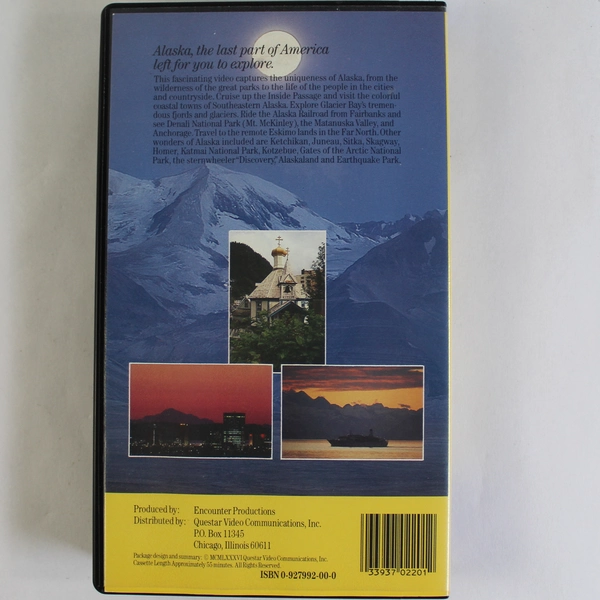 Alaska, the last part of America
left for you to explore.
This fascinating video captures the uniqueness of Alaska, from the
wilderness of the great parks to the life of the people in the cities
and countryside. Cruise up the Inside Passage and visit the colorful
coastal towns of Southeastern Alaska. Explore Glacier Bay's tremen-
dous fjords and glaciers. Ride the Alaska Railroad from Fairbanks and
see Denali National Park (Mt. McKinley), the Matanuska Valley, and
Anchorage. Travel to the remote Eskimo lands in the Far North. Other
wonders of Alaska included are Ketchikan, Juneau, Sitka, Skagway,
Homer, Katmai National Park, Kotzebue, Gates of the Arctic National
Park, the sternwheeler "Discovery," Alaskaland and Earthquake Park.
Produced by: Encounter Productions
Distributed by: Questar Video Communications, Inc.
P.O. Box 11345
Chicago, Illinois 60611
Package design and summary: © MCMLXXXVI Questar Video Communications, Inc.
Cassette Length Approximately 55 minutes. All Rights Reserved.
ISBN 0-927992-00-0
33937 02201